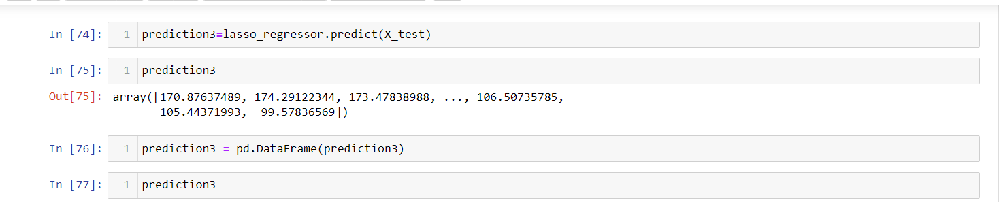 In [74]: 1 prediction3=lasso_regressor.predict(X_test)
In [75]: 1 prediction3
Out[75]: array([170.87637489, 174.29122344, 173.47838988, ..., 106.50735785,
105.44371993,  99.57836569])
In [76]: 1 prediction3 = pd.DataFrame(prediction3)
In [77]: 1 prediction3